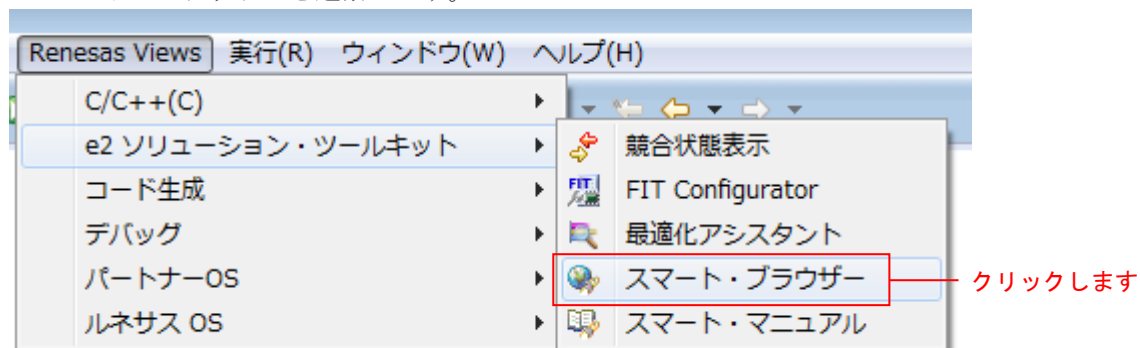 Renesas Views 実行(R) ウィンドウ(W) ヘルプ(H)
C/C++(C)
e2 ソリューション・ツールキット 競合状態表示
コード生成 FIT Configurator
デバッグ 最適化アシスタント
パートナーOS スマート・ブラウザー クリックします
ルネサス OS スマート・マニュアル